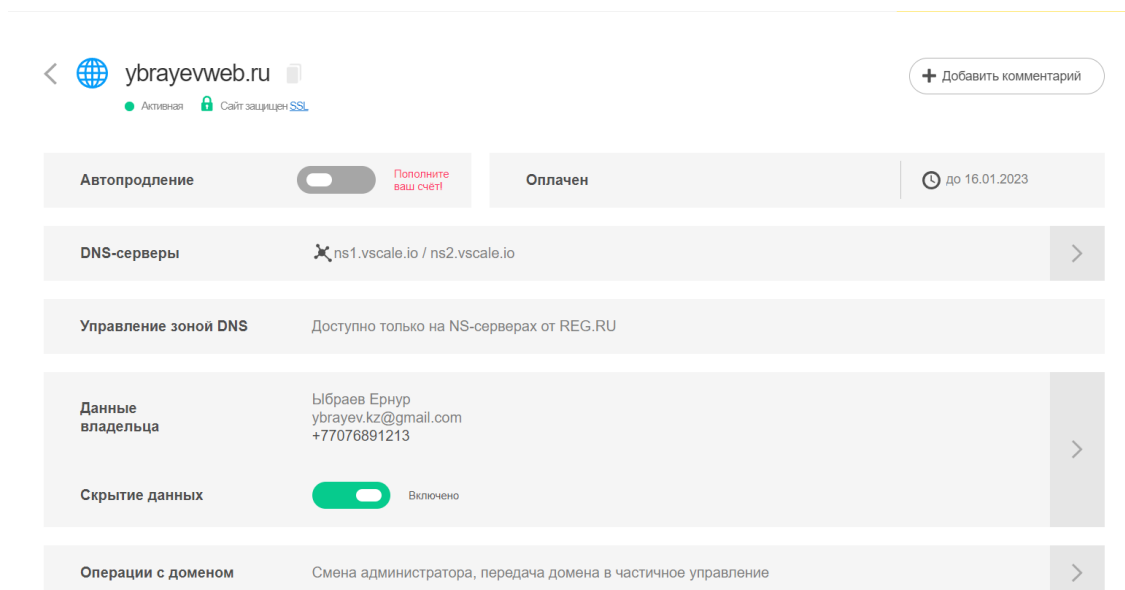 ybrayevweb.ru
Добавить комментарий
Активная Сайт защищен SSL
Автопродление
Пополните
ваш счёт!
Оплачен
до 16.01.2023
DNS-серверы
ns1.vscale.io / ns2.vscale.io
Управление зоной DNS
Доступно только на NS-серверах от REG.RU
Данные
владельца
Ыбраев Ернур
ybrayev.kz@gmail.com
+77076891213
Скрытие данных
Включено
Операции с доменом
Смена администратора, передача домена в частичное управление